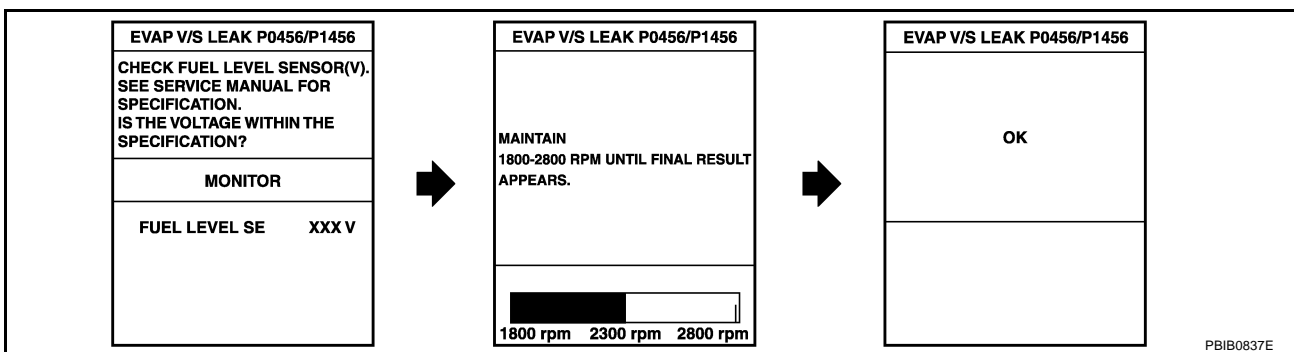 EVAP V/S LEAK P0456/P1456
CHECK FUEL LEVEL SENSOR(V).
SEE SERVICE MANUAL FOR
SPECIFICATION.
IS THE VOLTAGE WITHIN THE
SPECIFICATION?
MONITOR
FUEL LEVEL SE XXX V
EVAP V/S LEAK P0456/P1456
MAINTAIN
1800-2800 RPM UNTIL FINAL RESULT
APPEARS.
1800 rpm 2300 rpm 2800 rpm
EVAP V/S LEAK P0456/P1456
OK
PBIB0837E